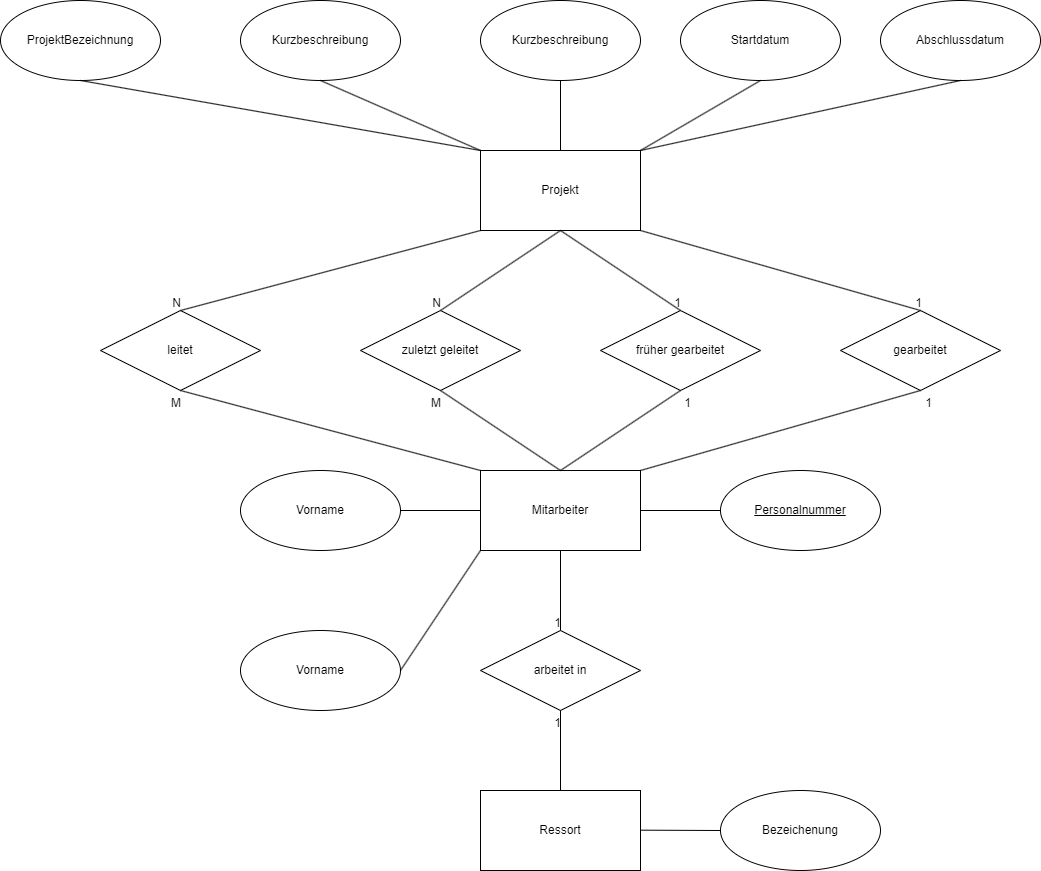 ProjektBezeichnung
Kurzbeschreibung
Kurzbeschreibung
Startdatum
Abschlussdatum
Projekt
N
N
1
1
leitet
zuletzt geleitet
früher gearbeitet
gearbeitet
M
M
1
1
Vorname
Mitarbeiter
Personalnummer
1
Vorname
arbeitet in
1
Ressort
Bezeichenung